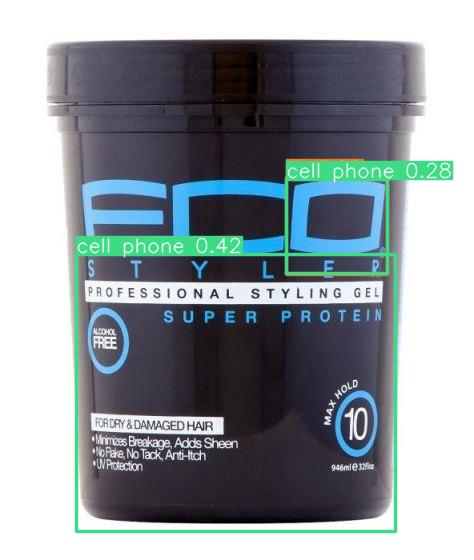 cell phone 0.28
ECO
cell phone 0.42
STYLER
PROFESSIONAL STYLING GEL
SUPER PROTEIN
ALCOHOL
FREE
MAX HOLD
10
FOR DRY & DAMAGED HAIR
• Minimizes Breakage, Adds Sheen
• No Flake, No Tack, Anti-Itch
• UV Protection
946ml e 32floz